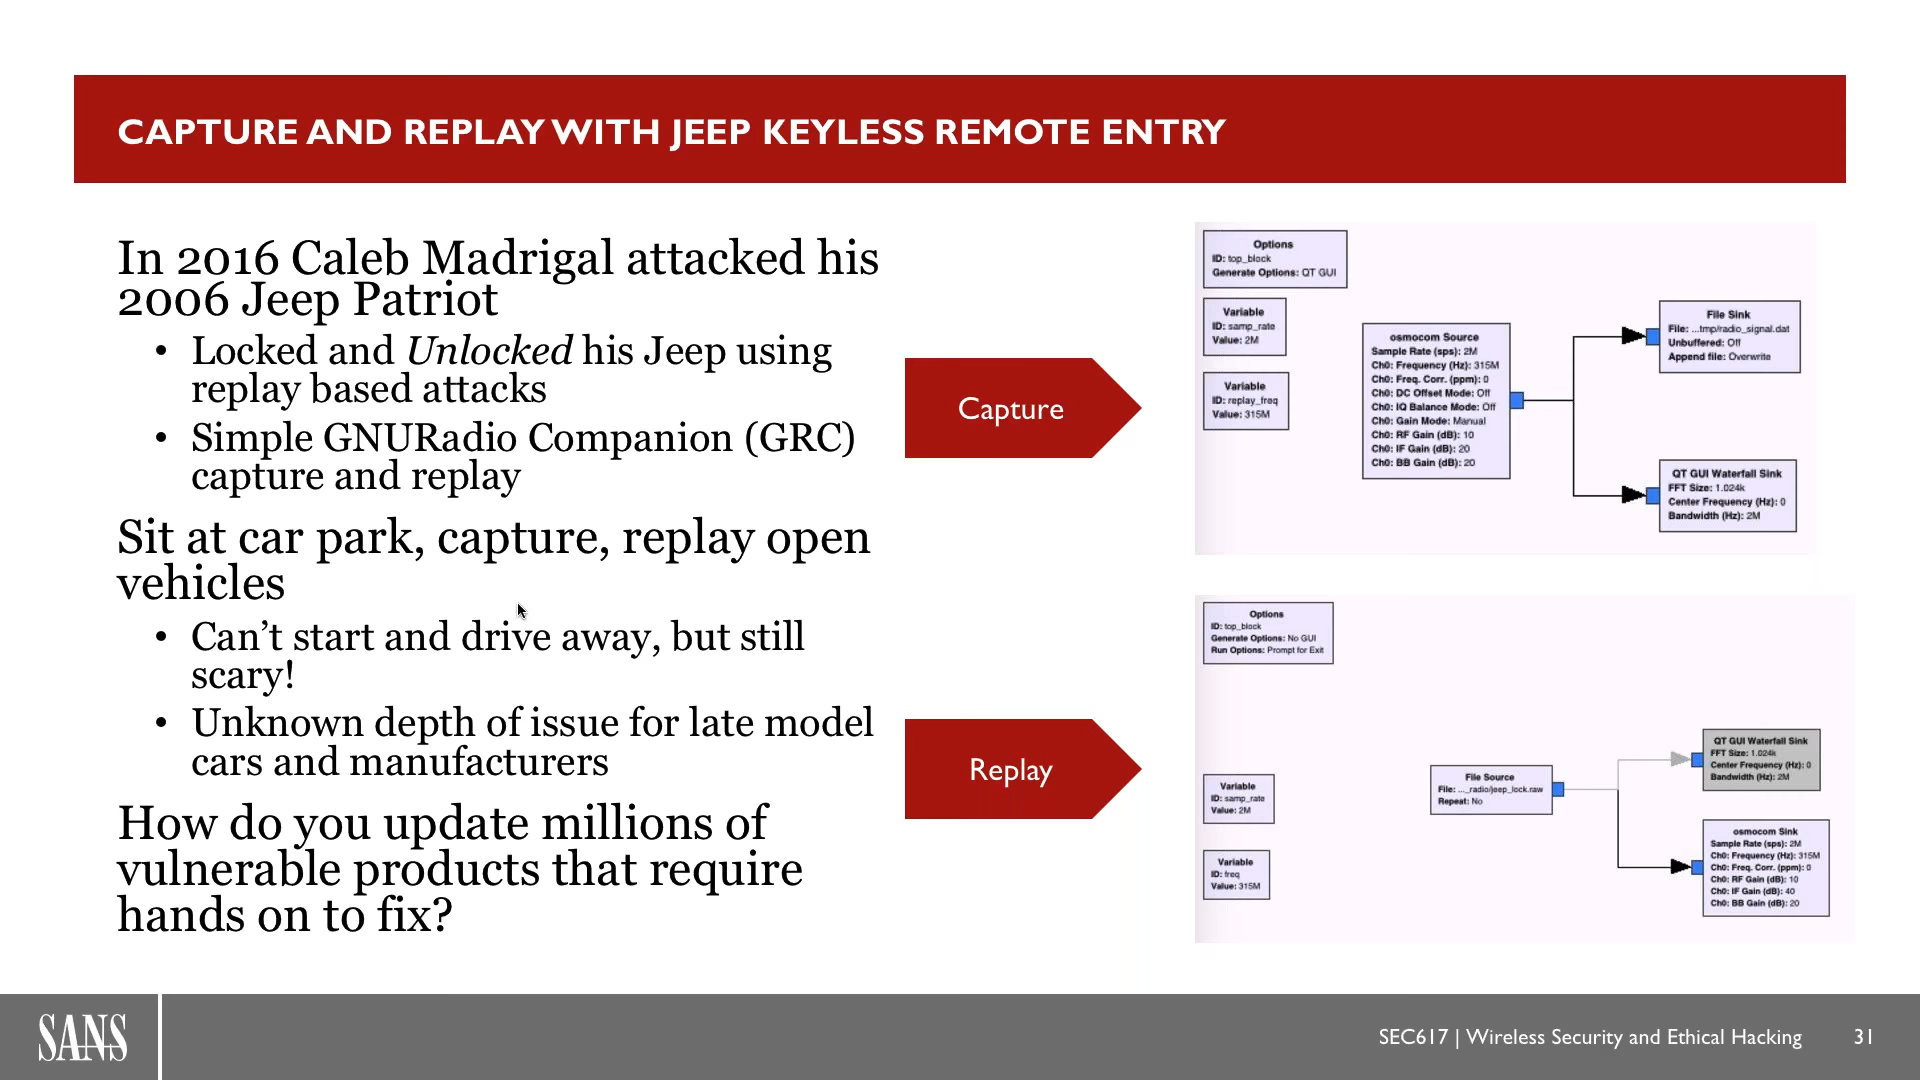 CAPTURE AND REPLAY WITH JEEP KEYLESS REMOTE ENTRY
In 2016 Caleb Madrigal attacked his
2006 Jeep Patriot
• Locked and Unlocked his Jeep using
replay based attacks
• Simple GNURadio Companion (GRC)
capture and replay
Sit at car park, capture, replay open
vehicles
• Can’t start and drive away, but still
scary!
• Unknown depth of issue for late model
cars and manufacturers
How do you update millions of
vulnerable products that require
hands on to fix?
Capture
Options
ID: top_block
Generate Options: QT GUI
Variable
ID: samp_rate
Value: 2M
Variable
ID: replay_freq
Value: 315M
osmocom Source
Sample Rate (sps): 2M
Ch0: Frequency (Hz): 315M
Ch0: Freq. Corr. (ppm): 0
Ch0: DC Offset Mode: Off
Ch0: IQ Balance Mode: Off
Ch0: Gain Mode: Manual
Ch0: RF Gain (dB): 10
Ch0: IF Gain (dB): 20
Ch0: BB Gain (dB): 20
File Sink
File: ...tmp/radio_signal.dat
Unbuffered: Off
Append file: Overwrite
QT GUI Waterfall Sink
FFT Size: 1.024k
Center Frequency (Hz): 0
Bandwidth (Hz): 2M
Replay
Options
ID: top_block
Generate Options: No GUI
Run Options: Prompt for Exit
Variable
ID: samp_rate
Value: 2M
Variable
ID: freq
Value: 315M
File Source
File: ..._radio/jeep_lock.raw
Repeat: No
QT GUI Waterfall Sink
FFT Size: 1.024k
Center Frequency (Hz): 0
Bandwidth (Hz): 2M
osmocom Sink
Sample Rate (sps): 2M
Ch0: Frequency (Hz): 315M
Ch0: Freq. Corr. (ppm): 0
Ch0: RF Gain (dB): 10
Ch0: IF Gain (dB): 40
Ch0: BB Gain (dB): 20
SANS
SEC617 | Wireless Security and Ethical Hacking 31